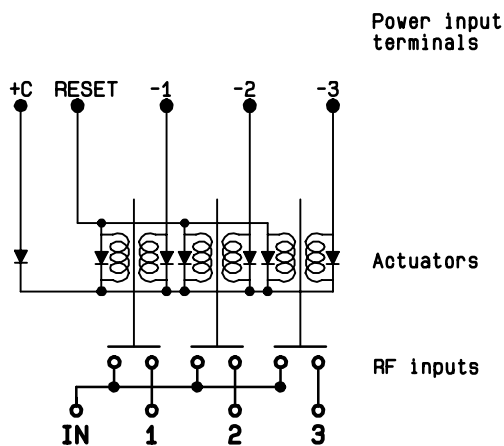 Power input
terminals
+C RESET -1 -2 -3
Actuators
RF inputs
IN 1 2 3